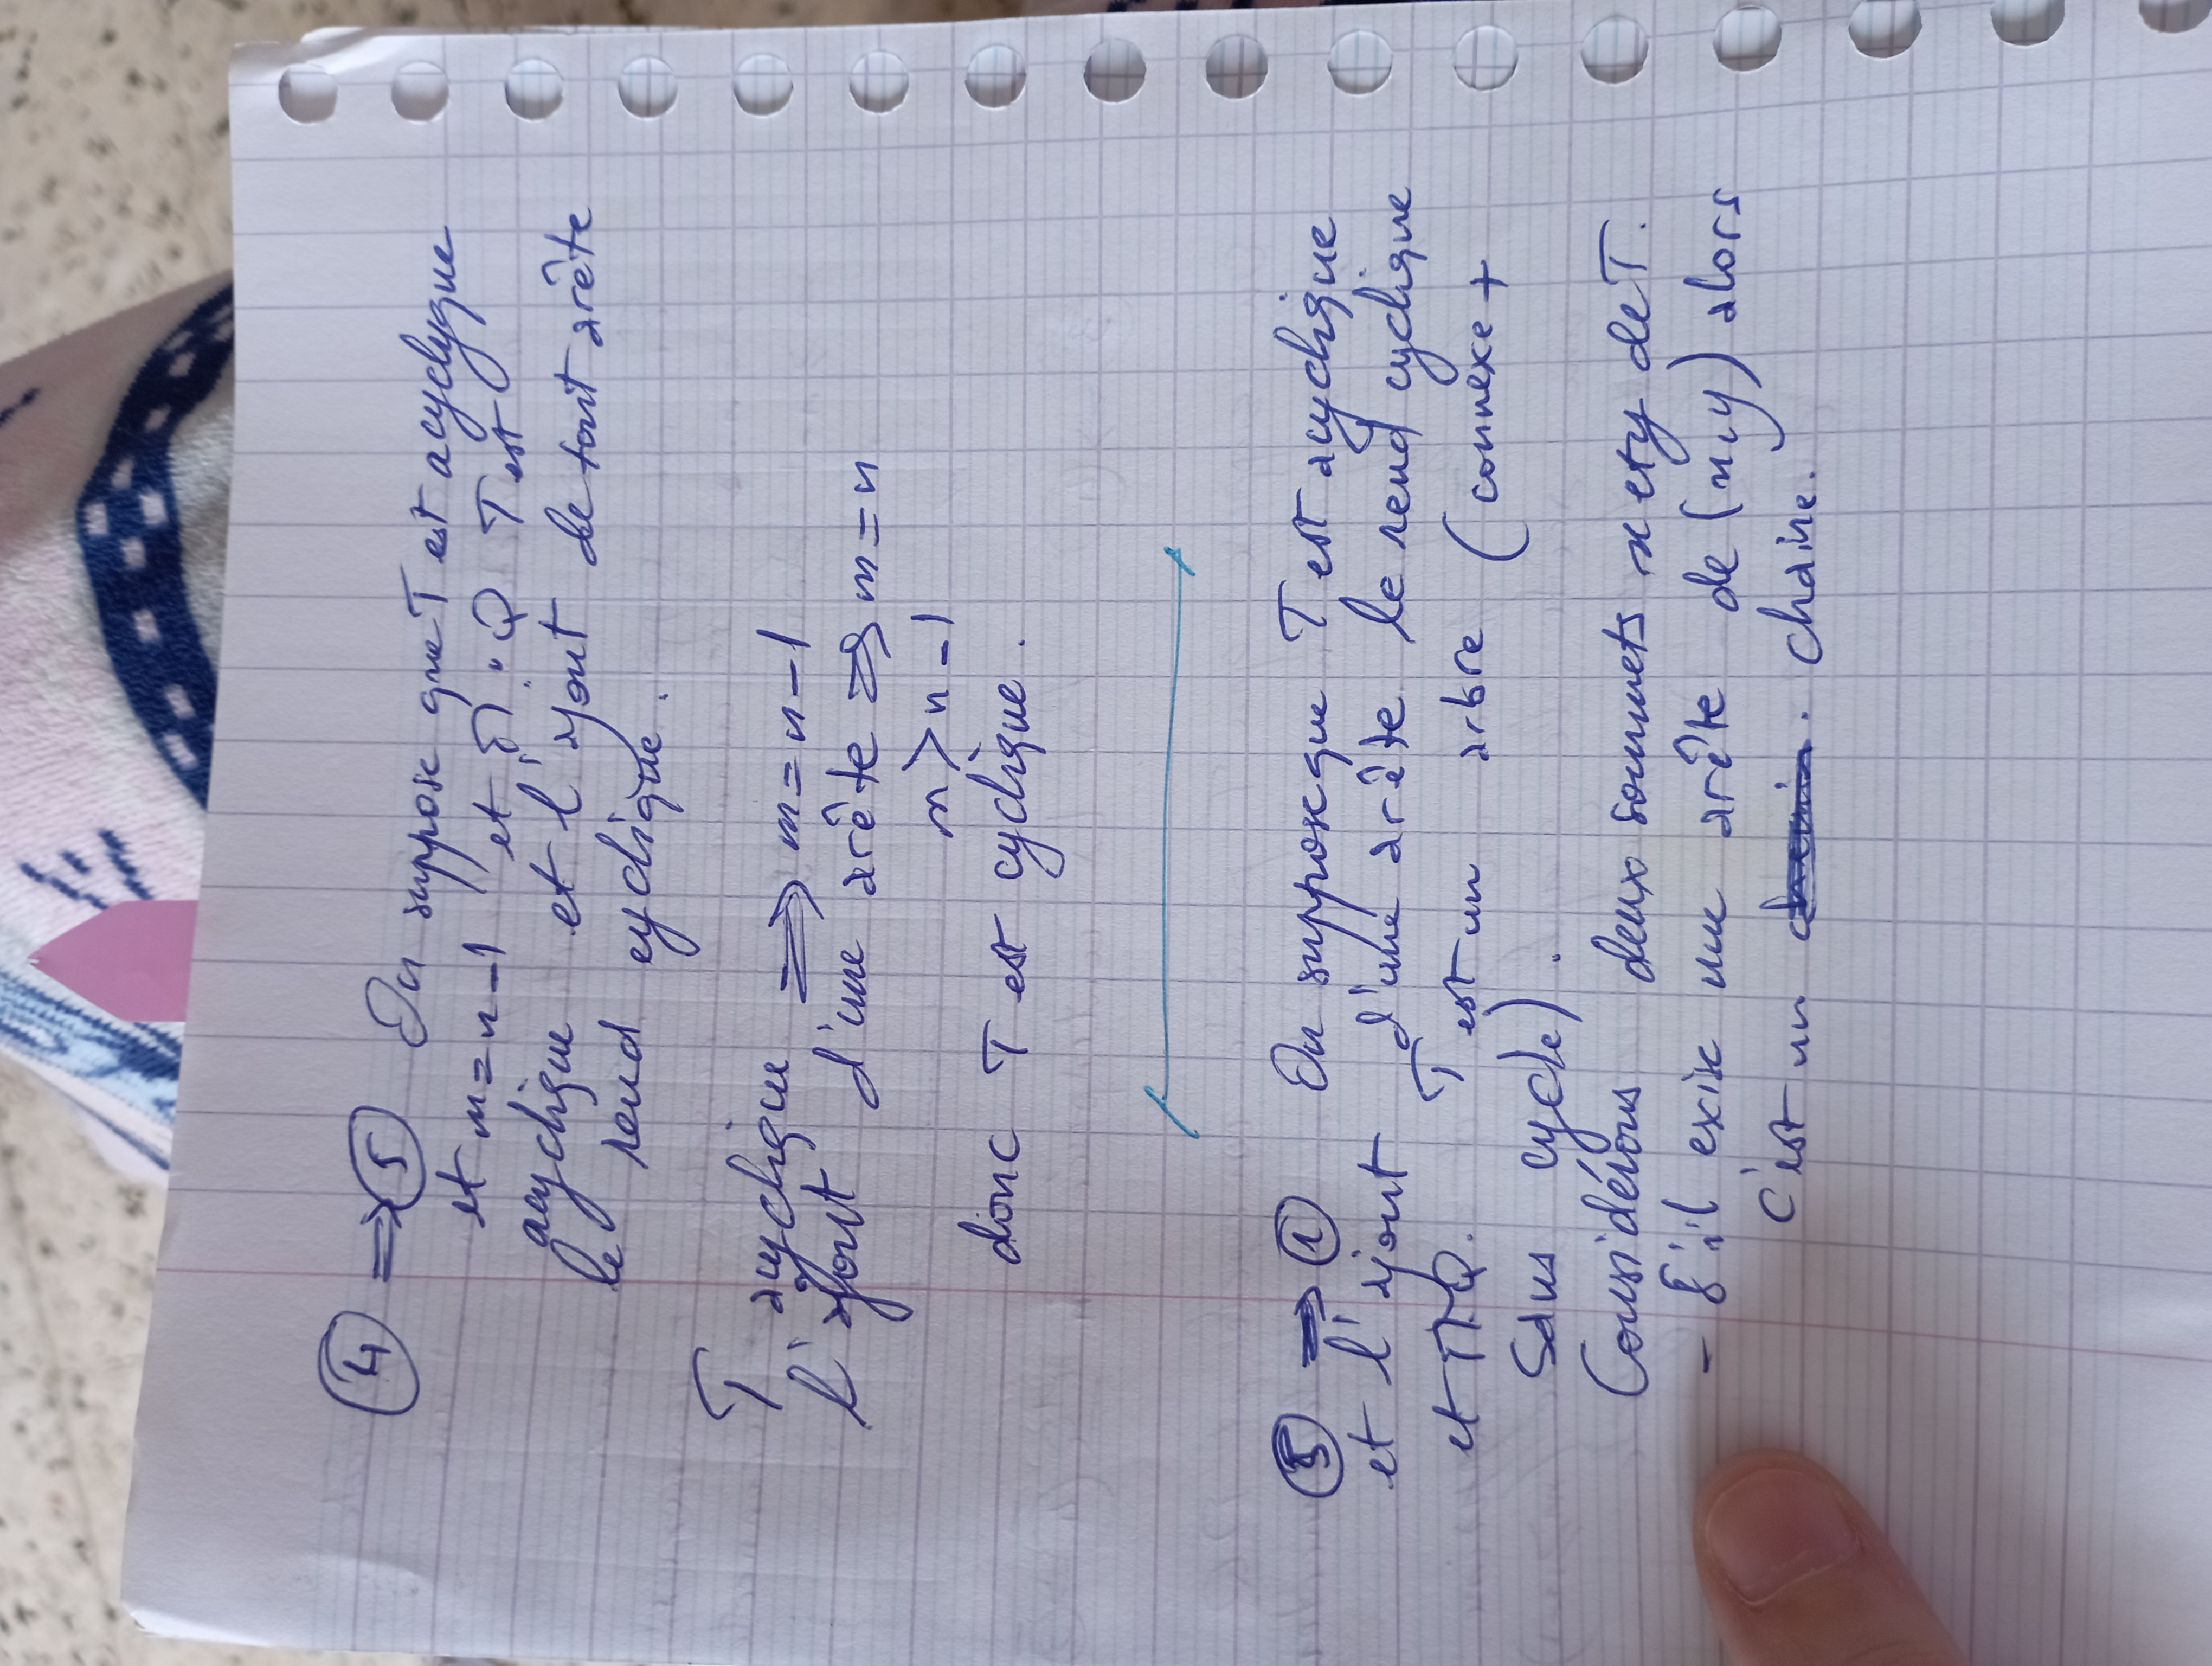 ④ ⇒ ⑤ On suppose que T est acyclyque
et m = n - 1 et M.Q T est
acyclique et l'ajout de tout arête
le rend cyclique.
T acyclique ⇒ m = n - 1
l'ajout d'une arête ⇒ m = n
m > n - 1
donc T est cyclique.
⑤ ⇒ ① On suppose que T est acyclique
et l'ajout d'une arête le rend cyclique
et M.Q. T est un arbre (connexe +
sans cycle).
Considérons deux sommets x et y de T.
- S'il exise une arête de (x,y) alors
c'est un chemin. chaine.